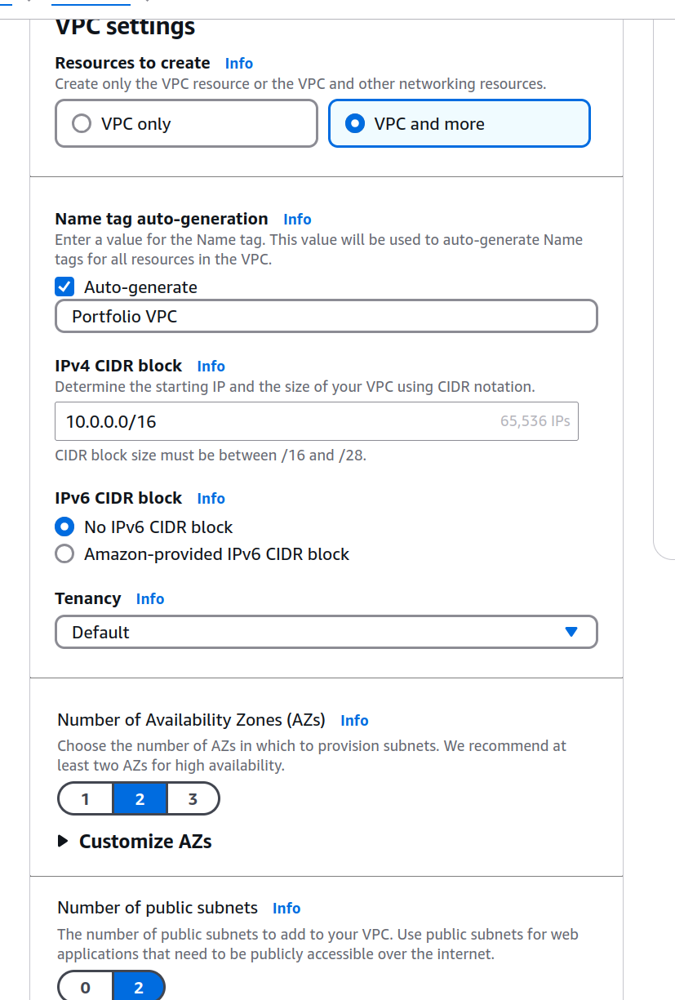 VPC settings
Resources to create Info
Create only the VPC resource or the VPC and other networking resources.
VPC only
VPC and more
Name tag auto-generation Info
Enter a value for the Name tag. This value will be used to auto-generate Name
tags for all resources in the VPC.
Auto-generate
Portfolio VPC
IPv4 CIDR block Info
Determine the starting IP and the size of your VPC using CIDR notation.
10.0.0.0/16 65,536 IPs
CIDR block size must be between /16 and /28.
IPv6 CIDR block Info
No IPv6 CIDR block
Amazon-provided IPv6 CIDR block
Tenancy Info
Default
Number of Availability Zones (AZs) Info
Choose the number of AZs in which to provision subnets. We recommend at
least two AZs for high availability.
1 2 3
Customize AZs
Number of public subnets Info
The number of public subnets to add to your VPC. Use public subnets for web
applications that need to be publicly accessible over the internet.
0 2